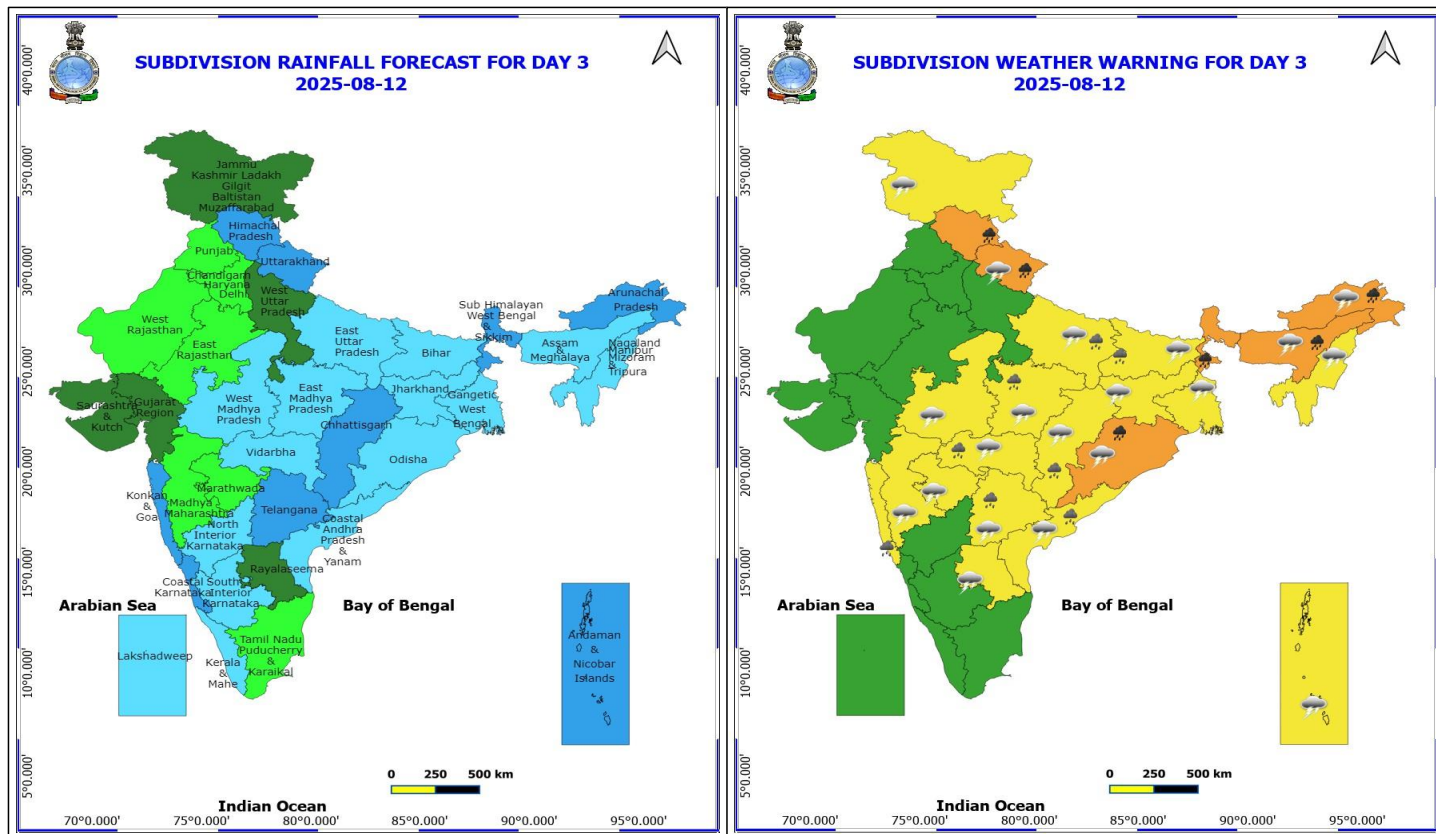 SUBDIVISION RAINFALL FORECAST FOR DAY 3
2025-08-12
40°0.000'
35°0.000'
30°0.000'
25°0.000'
20°0.000'
15°0.000'
10°0.000'
5°0.000'
Jammu
Kashmir Ladakh
Gilgit
Baltistan
Muzaffarabad
Himachal
Pradesh
Punjab
Uttarakhand
Chandigarh
Haryana
Delhi
West
Uttar
Pradesh
West
Rajasthan
East
Rajasthan
East
Uttar
Pradesh
Bihar
Sub Himalayan
West Bengal
&
Sikkim
Arunachal
Pradesh
Assam
&
Meghalaya
Nagaland
Manipur
Mizoram
&
Tripura
Saurashtra
&
Kutch
Gujarat
Region
West
Madhya
Pradesh
East
Madhya
Pradesh
Jharkhand
Gangetic
West
Bengal
Chhattisgarh
Vidarbha
Odisha
Konkan
&
Goa
Madhya
Maharashtra
Marathwada
Telangana
North
Interior
Karnataka
Coastal
Andhra
Pradesh
&
Yanam
Rayalaseema
Coastal
Karnataka
South
Interior
Karnataka
Arabian Sea
Bay of Bengal
Lakshadweep
Kerala
&
Mahe
Tamil Nadu
Puducherry
&
Karaikal
Andaman
&
Nicobar
Islands
0 250 500 km
Indian Ocean
70°0.000' 75°0.000' 80°0.000' 85°0.000' 90°0.000' 95°0.000'
SUBDIVISION WEATHER WARNING FOR DAY 3
2025-08-12
40°0.000'
35°0.000'
30°0.000'
25°0.000'
20°0.000'
15°0.000'
10°0.000'
5°0.000'
Arabian Sea
Bay of Bengal
0 250 500 km
Indian Ocean
70°0.000' 75°0.000' 80°0.000' 85°0.000' 90°0.000' 95°0.000'